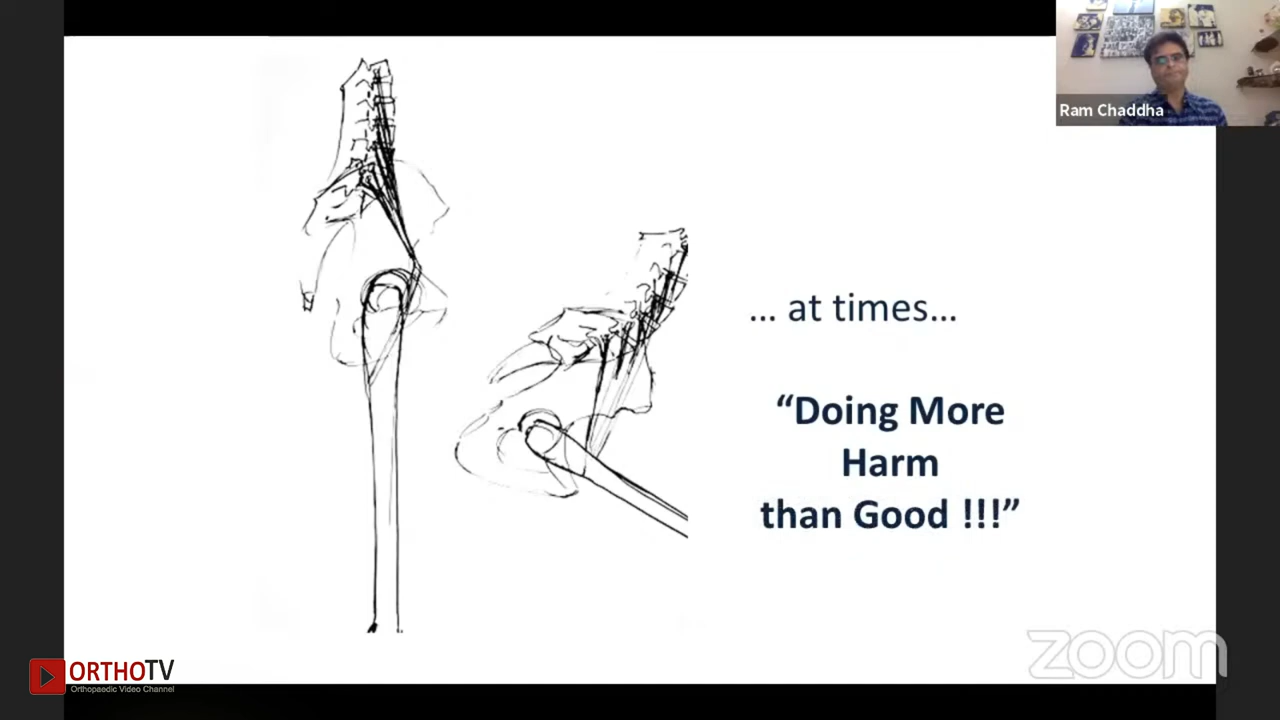 Ram Chaddha
... at times...
“Doing More
Harm
than Good !!!”
zoom
ORTHOTV
Orthopaedic Video Channel